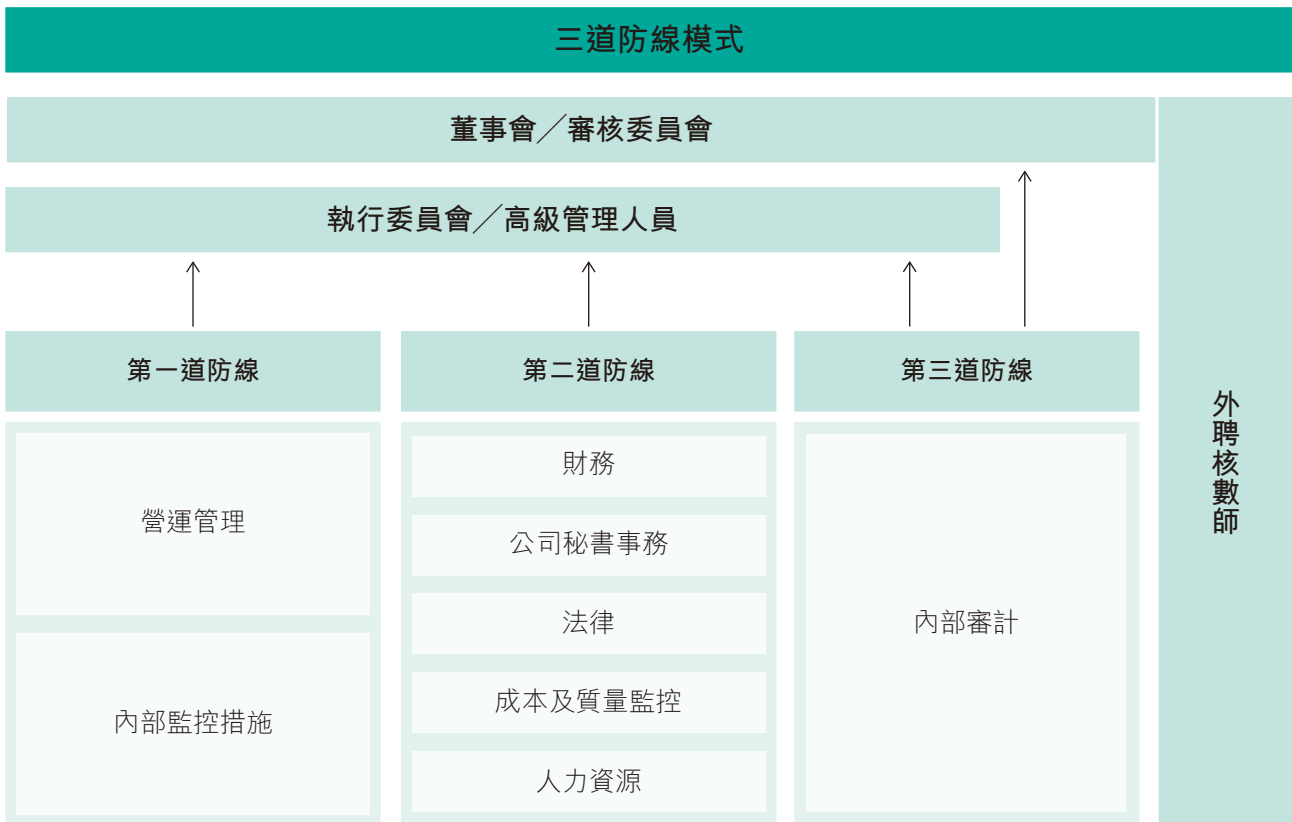 三道防線模式
董事會／審核委員會
執行委員會／高級管理人員
第一道防線
營運管理
內部監控措施
第二道防線
財務
公司秘書事務
法律
成本及質量監控
人力資源
第三道防線
內部審計
外聘核數師